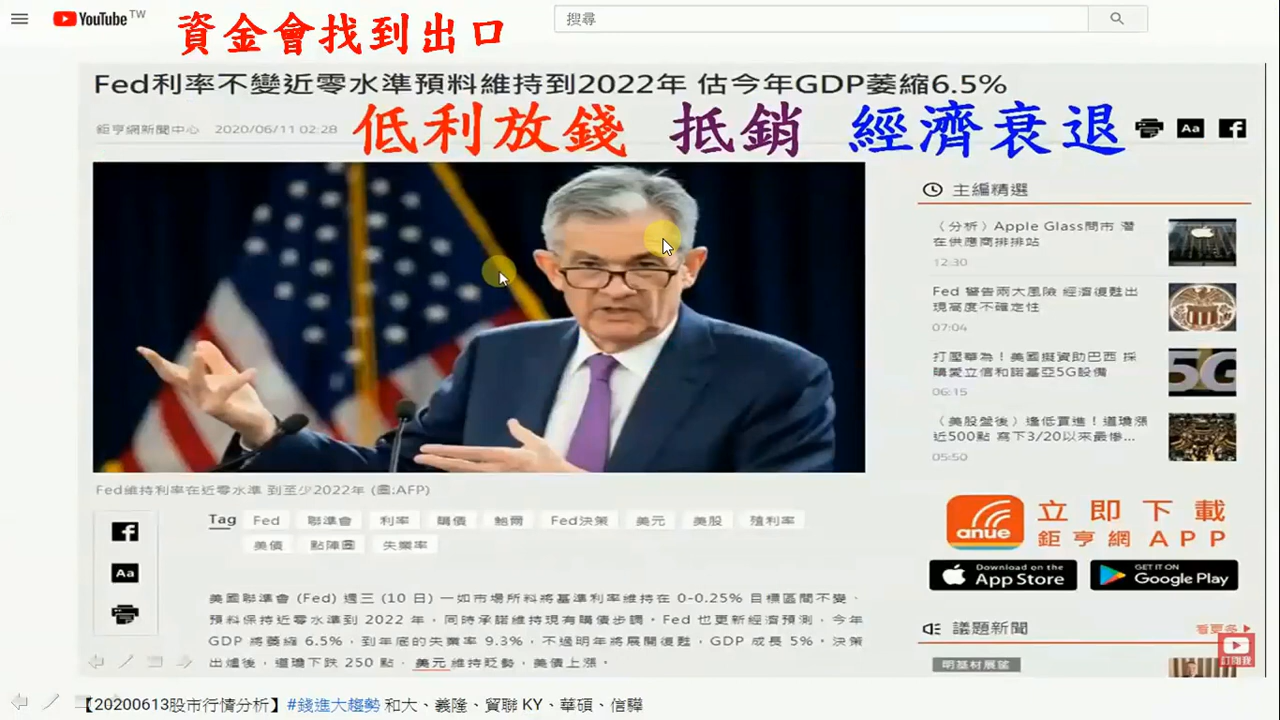 YouTube TW
搜尋
資金會找到出口
Fed利率不變近零水準預料維持到2022年 估今年GDP萎縮6.5%
鉅亨網新聞中心 2020/06/11 02:28
低利放錢 抵銷 經濟衰退
Aa
主編精選
〈分析〉Apple Glass問市 潛
在供應商排排站
12:30
Fed 警告兩大風險 經濟復甦出
現高度不確定性
07:04
打壓華為！美國擬資助巴西 採
購愛立信和諾基亞5G設備
06:15
5G
〈美股盤後〉逢低買進！道瓊漲
近500點 寫下3/20以來最慘...
05:50
Fed維持利率在近零水準 到至少2022年 (圖:AFP)
Tag Fed 聯準會 利率 購債 鮑爾 Fed決策 美元 美股 殖利率
美債 點陣圖 失業率
Aa
anue
立即下載
鉅亨網APP
Download on the
App Store
GET IT ON
Google Play
美國聯準會 (Fed) 週三 (10 日) 一如市場所料將基準利率維持在 0-0.25% 目標區間不變、
預料保持近零水準到 2022 年，同時承諾維持現有購債步調。Fed 也更新經濟預測，今年
GDP 將萎縮 6.5%，到年底的失業率 9.3%，不過明年將展開復甦，GDP 成長 5%。決策
出爐後，道瓊下跌 250 點，美元維持貶勢，美債上漲。
議題新聞
看更多
明基材展望
訂閱我
【20200613股市行情分析】#錢進大趨勢 和大、義隆、貿聯 KY、華碩、信驊